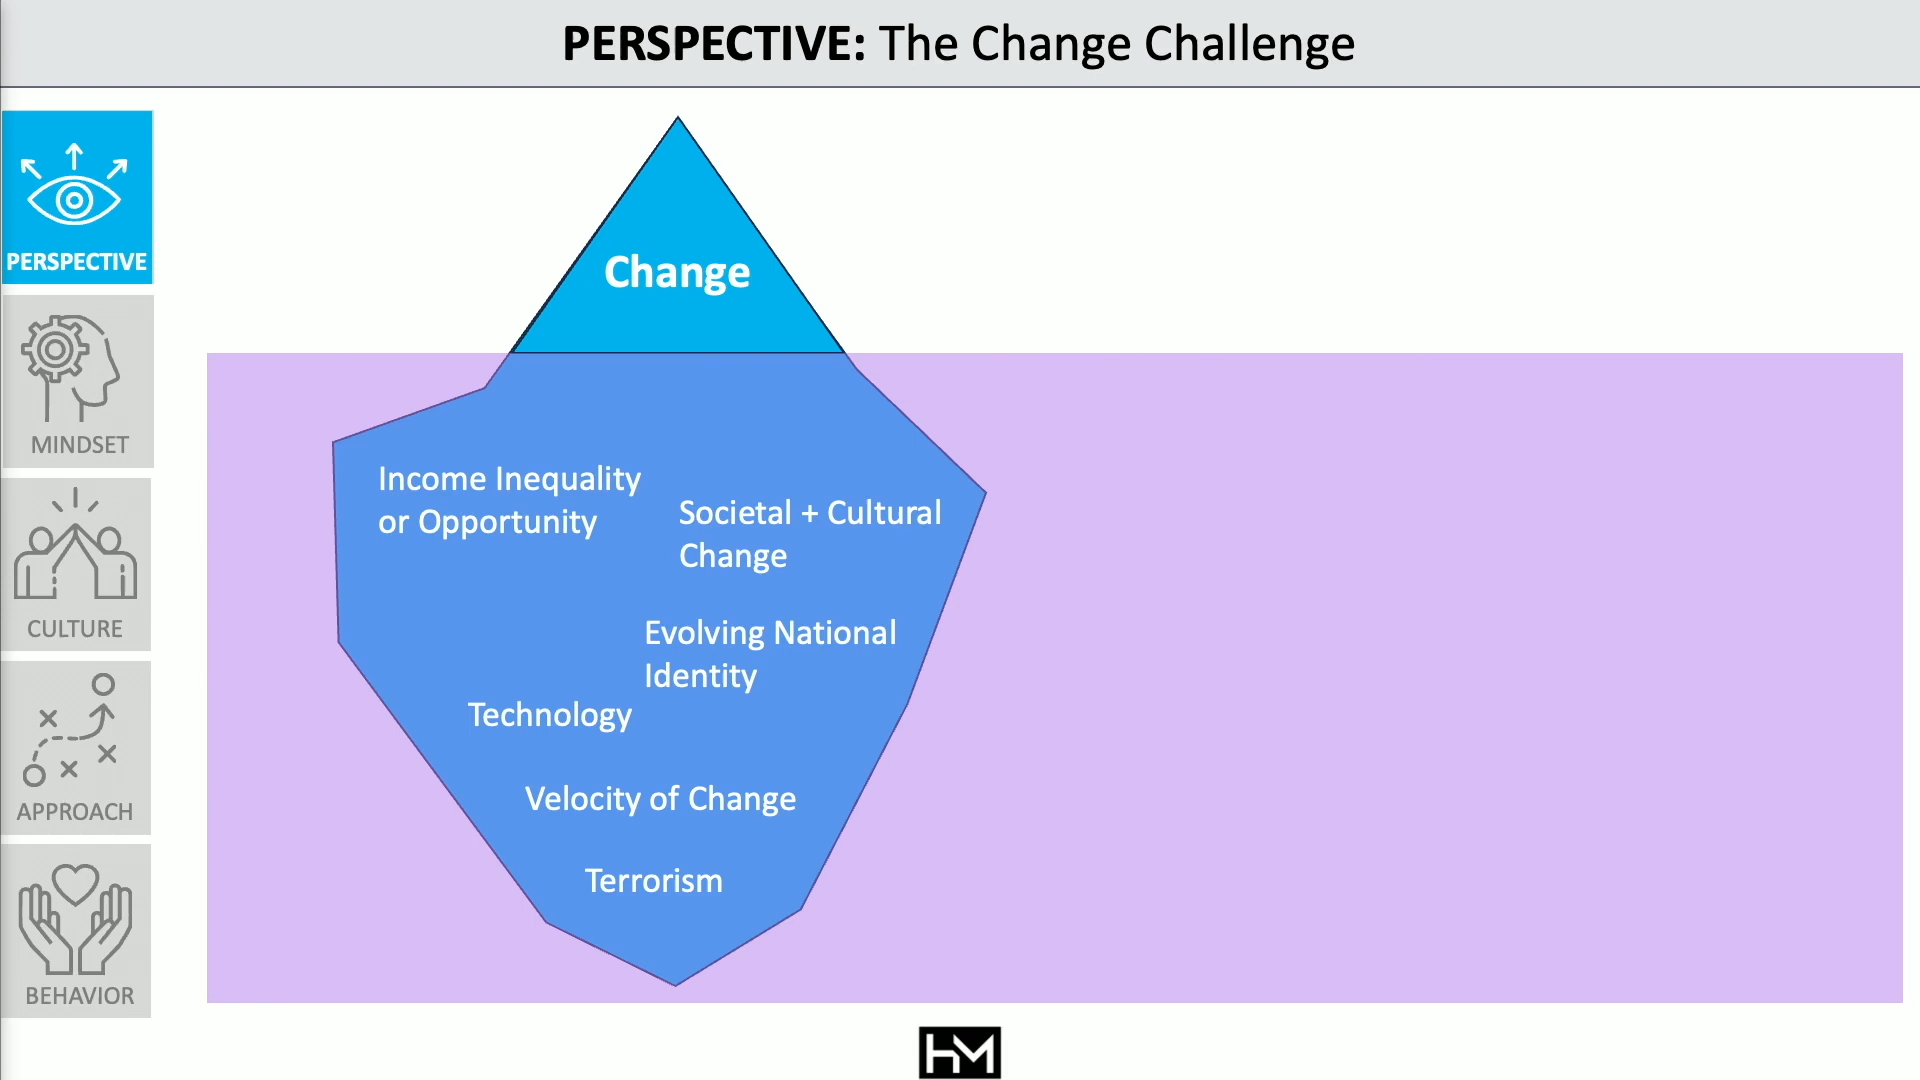 PERSPECTIVE: The Change Challenge
PERSPECTIVE
MINDSET
CULTURE
APPROACH
BEHAVIOR
Change
Income Inequality
or Opportunity
Societal + Cultural
Change
Evolving National
Identity
Technology
Velocity of Change
Terrorism
hM